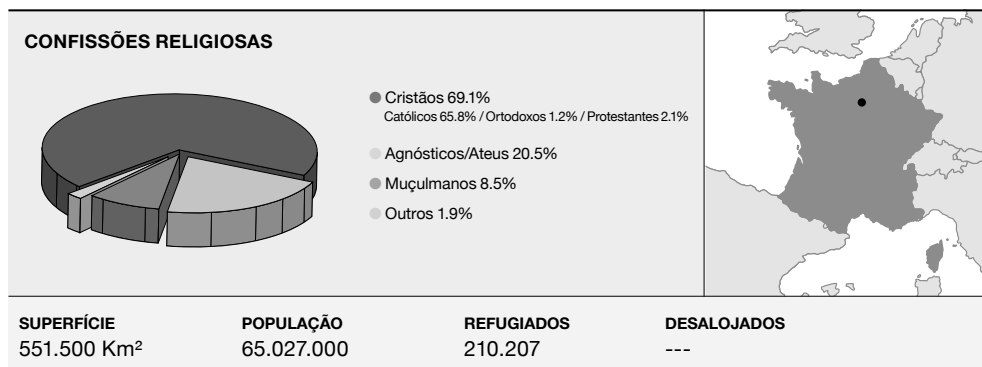 CONFISSÕES RELIGIOSAS
Cristãos 69.1%
Católicos 65.8% / Ortodoxos 1.2% / Protestantes 2.1%
Agnósticos/Ateus 20.5%
Muçulmanos 8.5%
Outros 1.9%
SUPERFÍCIE
551.500 Km²
POPULAÇÃO
65.027.000
REFUGIADOS
210.207
DESALOJADOS
---